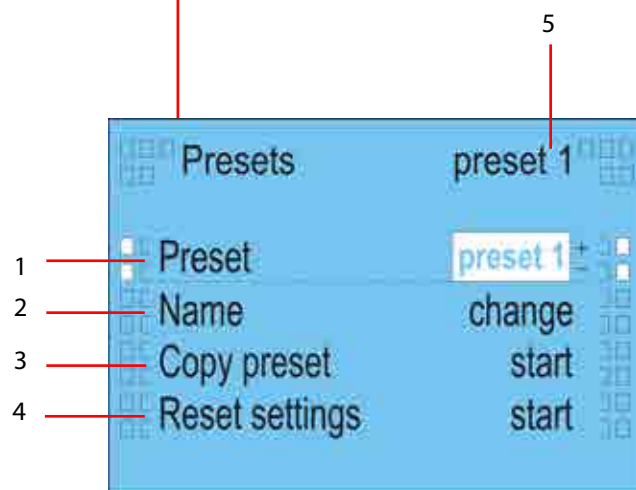 5
Presets preset 1
1 Preset preset 1 + -
2 Name change
3 Copy preset start
4 Reset settings start